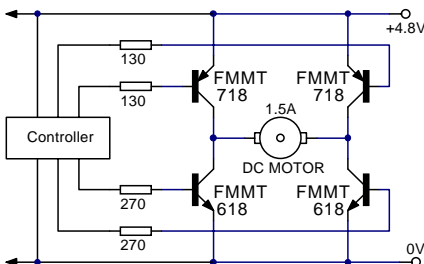 +4.8V
130
FMMT
718
FMMT
718
130
1.5A
Controller
DC MOTOR
FMMT
618
FMMT
618
270
270
0V